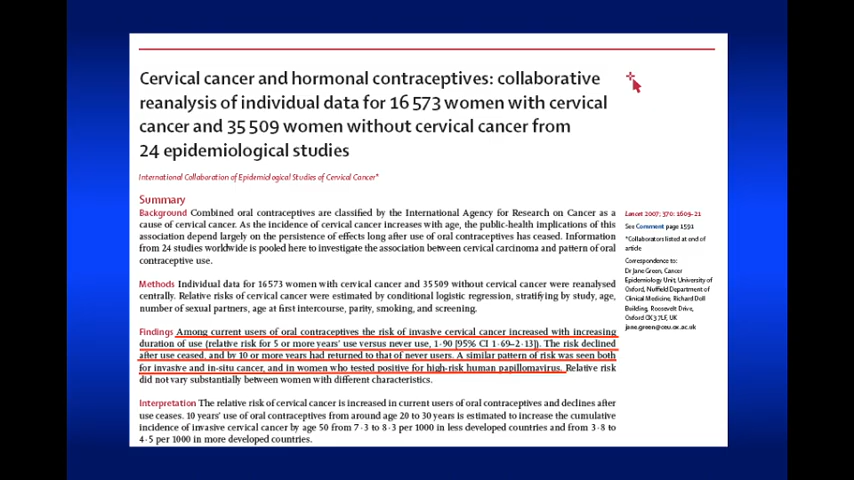 Cervical cancer and hormonal contraceptives: collaborative
reanalysis of individual data for 16 573 women with cervical
cancer and 35 509 women without cervical cancer from
24 epidemiological studies
International Collaboration of Epidemiological Studies of Cervical Cancer*
Summary
Background Combined oral contraceptives are classified by the International Agency for Research on Cancer as a
cause of cervical cancer. As the incidence of cervical cancer increases with age, the public-health implications of this
association depend largely on the persistence of effects long after use of oral contraceptives has ceased. Information
from 24 studies worldwide is pooled here to investigate the association between cervical carcinoma and pattern of oral
contraceptive use.
Methods Individual data for 16 573 women with cervical cancer and 35 509 without cervical cancer were reanalysed
centrally. Relative risks of cervical cancer were estimated by conditional logistic regression, stratifying by study, age,
number of sexual partners, age at first intercourse, parity, smoking, and screening.
Findings Among current users of oral contraceptives the risk of invasive cervical cancer increased with increasing
duration of use (relative risk for 5 or more years' use versus never use, 1·90 [95% CI 1·69–2·13]). The risk declined
after use ceased, and by 10 or more years had returned to that of never users. A similar pattern of risk was seen both
for invasive and in-situ cancer, and in women who tested positive for high-risk human papillomavirus. Relative risk
did not vary substantially between women with different characteristics.
Interpretation The relative risk of cervical cancer is increased in current users of oral contraceptives and declines after
use ceases. 10 years' use of oral contraceptives from around age 20 to 30 years is estimated to increase the cumulative
incidence of invasive cervical cancer by age 50 from 7·3 to 8·3 per 1000 in less developed countries and from 3·8 to
4·5 per 1000 in more developed countries.
Lancet 2007; 370: 1609–21
See Comment page 1591
*Collaborators listed at end of
article
Correspondence to:
Dr Jane Green, Cancer
Epidemiology Unit, University of
Oxford, Nuffield Department of
Clinical Medicine, Richard Doll
Building, Roosevelt Drive,
Oxford OX3 7LF, UK
jane.green@ceu.ox.ac.uk